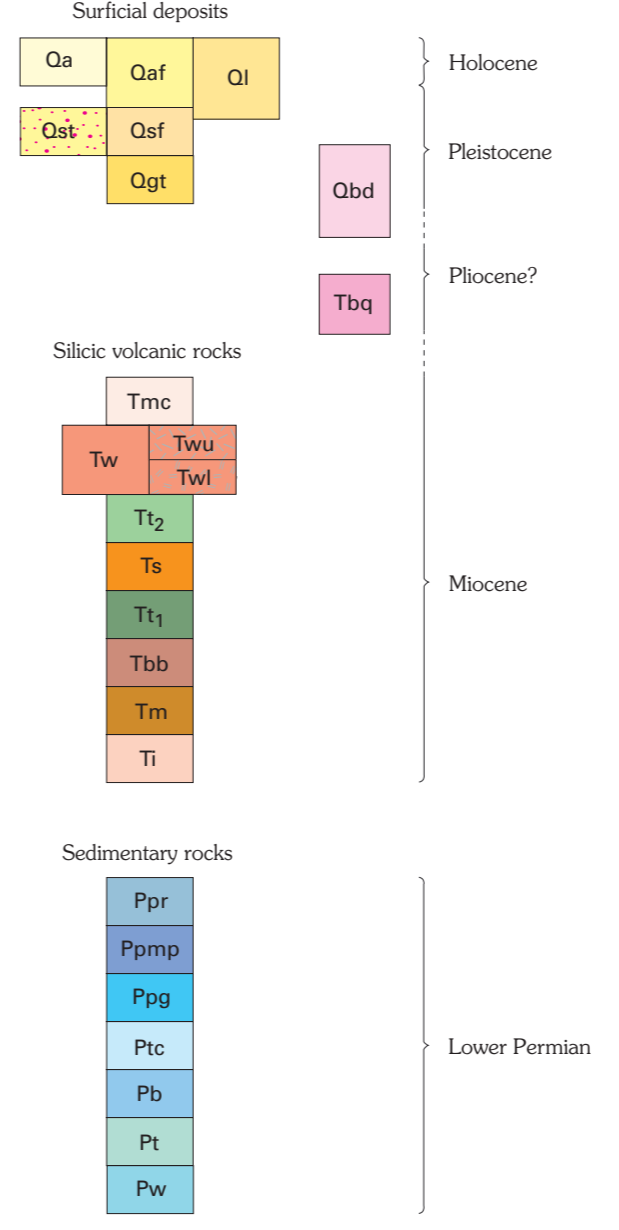 Surficial deposits
Qa
Qaf
Ql
Holocene
Qst
Qsf
Pleistocene
Qgt
Qbd
Pliocene?
Tbq
Silicic volcanic rocks
Tmc
Tw
Twu
Twl
Tt2
Ts
Miocene
Tt1
Tbb
Tm
Ti
Sedimentary rocks
Ppr
Ppmp
Ppg
Ptc
Lower Permian
Pb
Pt
Pw